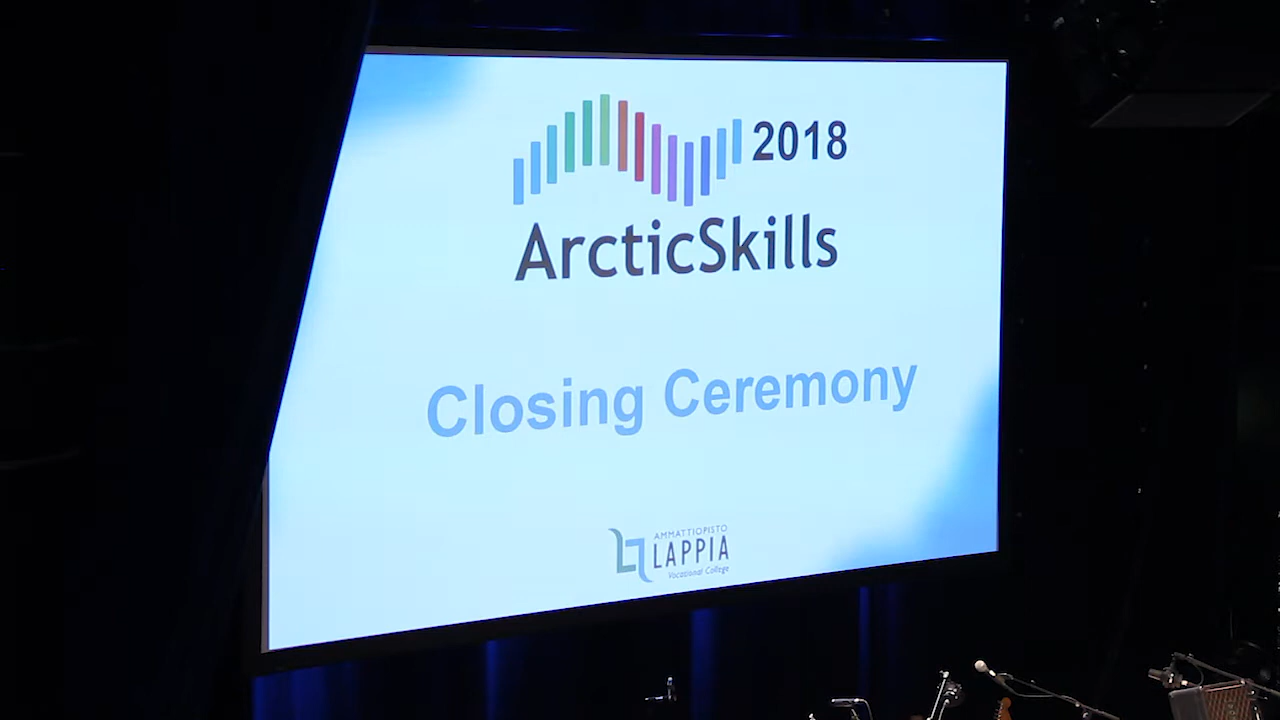 2018
ArcticSkills
Closing Ceremony
AMMATTIOPISTO
LAPPIA
Vocational College